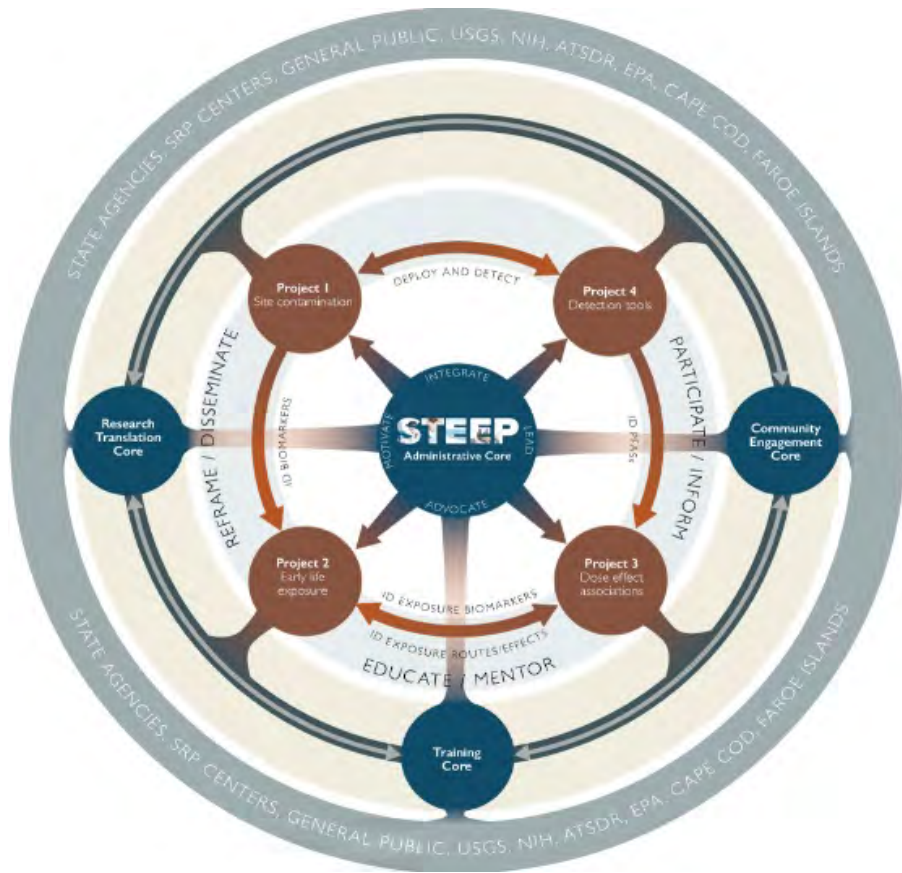 STATE AGENCIES, SRP CENTERS, GENERAL PUBLIC, USGS, NIH, ATSDR, EPA, CAPE COD, FAROE ISLANDS
Project 1
Site contamination
DEPLOY AND DETECT
Project 4
Detection tools
REFRAME / DISSEMINATE
ID BIOMARKERS
INTEGRATE
MOTIVATE
STEEP
LEAD
Administrative Core
ADVOCATE
ID PFASs
PARTICIPATE / INFORM
Research
Translation
Core
Community
Engagement
Core
Project 2
Early life
exposure
ID EXPOSURE BIOMARKERS
ID EXPOSURE ROUTES/EFFECTS
Project 3
Dose effect
associations
EDUCATE / MENTOR
Training
Core
STATE AGENCIES, SRP CENTERS, GENERAL PUBLIC, USGS, NIH, ATSDR, EPA, CAPE COD, FAROE ISLANDS